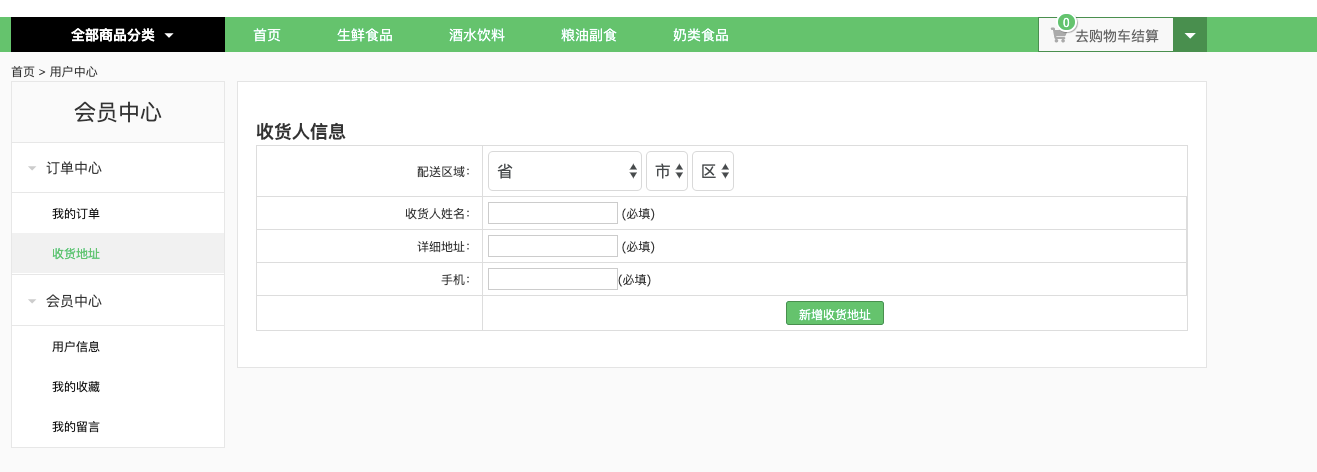 全部商品分类 首页 生鲜食品 酒水饮料 粮油副食 奶类食品 0 去购物车结算
首页 > 用户中心
会员中心
订单中心
我的订单
收货地址
会员中心
用户信息
我的收藏
我的留言
收货人信息
配送区域: 省 市 区
收货人姓名: (必填)
详细地址: (必填)
手机: (必填)
新增收货地址